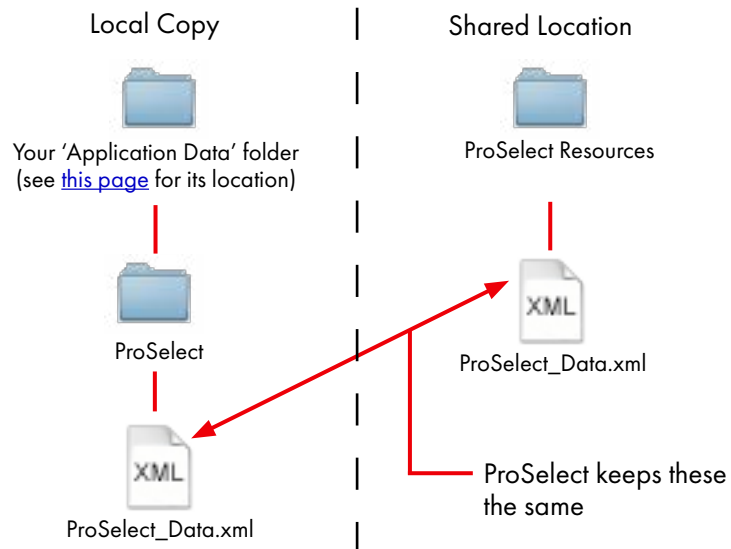 Local Copy
Shared Location
Your ‘Application Data’ folder
(see this page for its location)
ProSelect Resources
ProSelect
XML
ProSelect_Data.xml
XML
ProSelect_Data.xml
ProSelect keeps these
the same